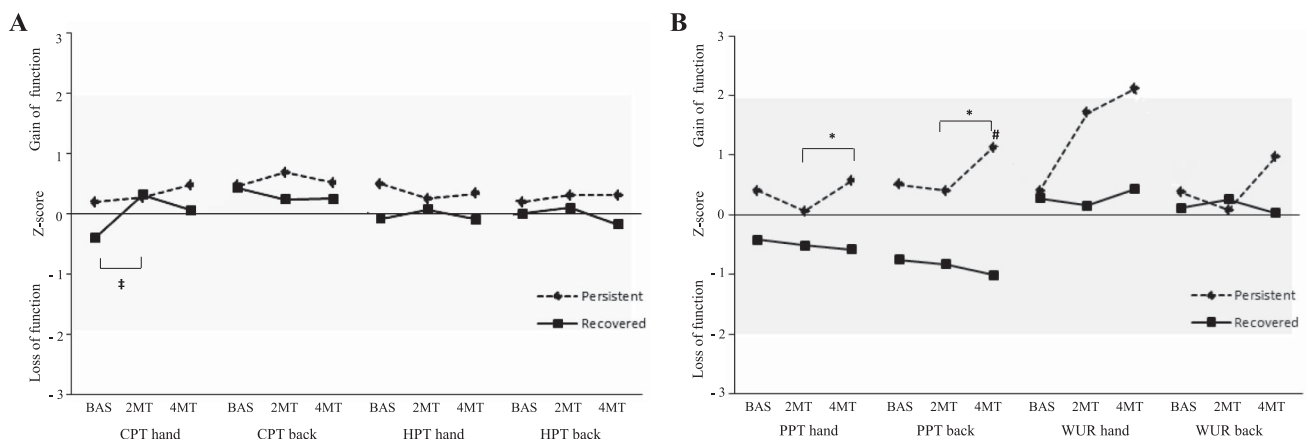 A
Gain of function
Z-score
Loss of function
3
2
1
0
- 1
- 2
- 3
‡
Persistent
Recovered
BAS 2MT 4MT BAS 2MT 4MT BAS 2MT 4MT BAS 2MT 4MT
CPT hand CPT back HPT hand HPT back
B
Gain of function
Z-score
Loss of function
3
2
1
0
- 1
- 2
- 3
*
*
#
Persistent
Recovered
BAS 2MT 4MT BAS 2MT 4MT BAS 2MT 4MT BAS 2MT 4MT
PPT hand PPT back WUR hand WUR back